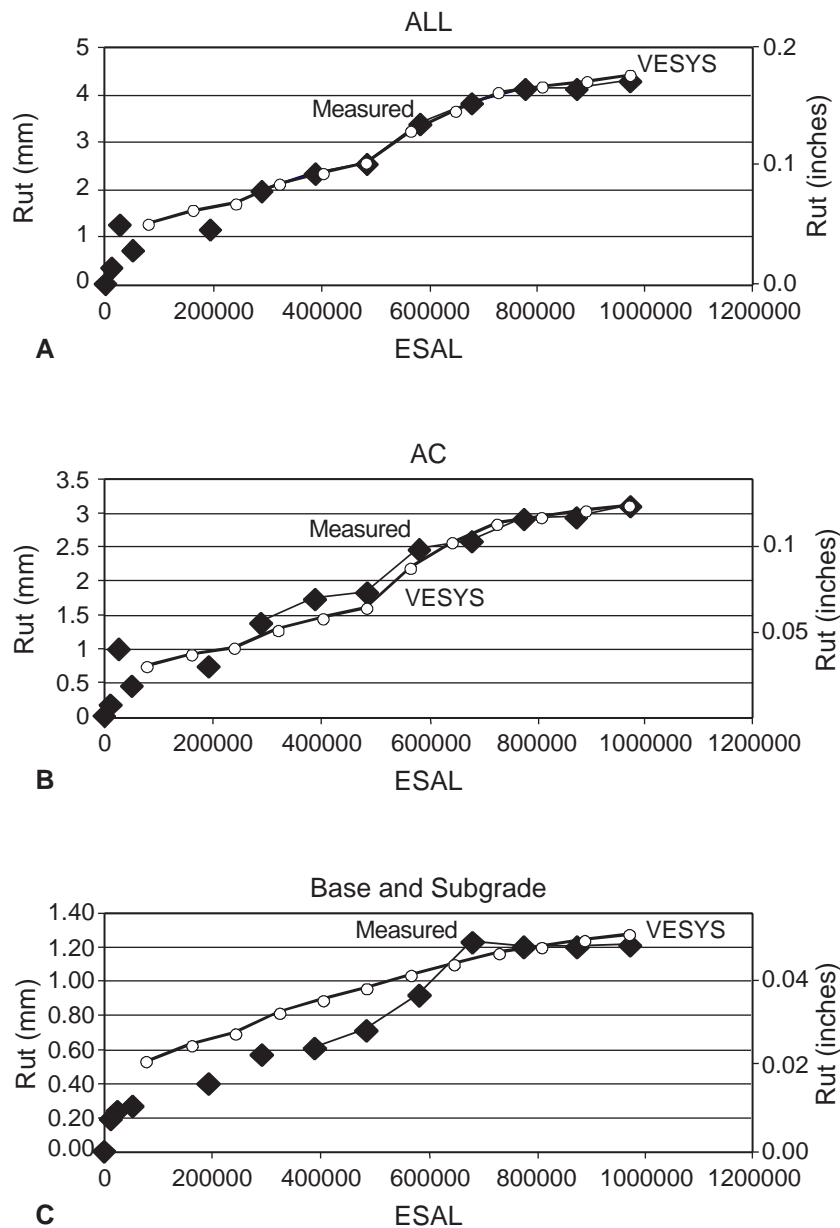 ALL
5
4
3
2
1
0
Rut (mm)
0.2
0.1
0.0
Rut (inches)
VESYS
Measured
0 200000 400000 600000 800000 1000000 1200000
A
ESAL
AC
3.5
3
2.5
2
1.5
1
0.5
0
Rut (mm)
0.1
0.05
Rut (inches)
Measured
VESYS
0 200000 400000 600000 800000 1000000 1200000
B
ESAL
Base and Subgrade
1.40
1.20
1.00
0.80
0.60
0.40
0.20
0.00
Rut (mm)
0.04
0.02
0.00
Rut (inches)
Measured
VESYS
0 200000 400000 600000 800000 1000000 1200000
C
ESAL